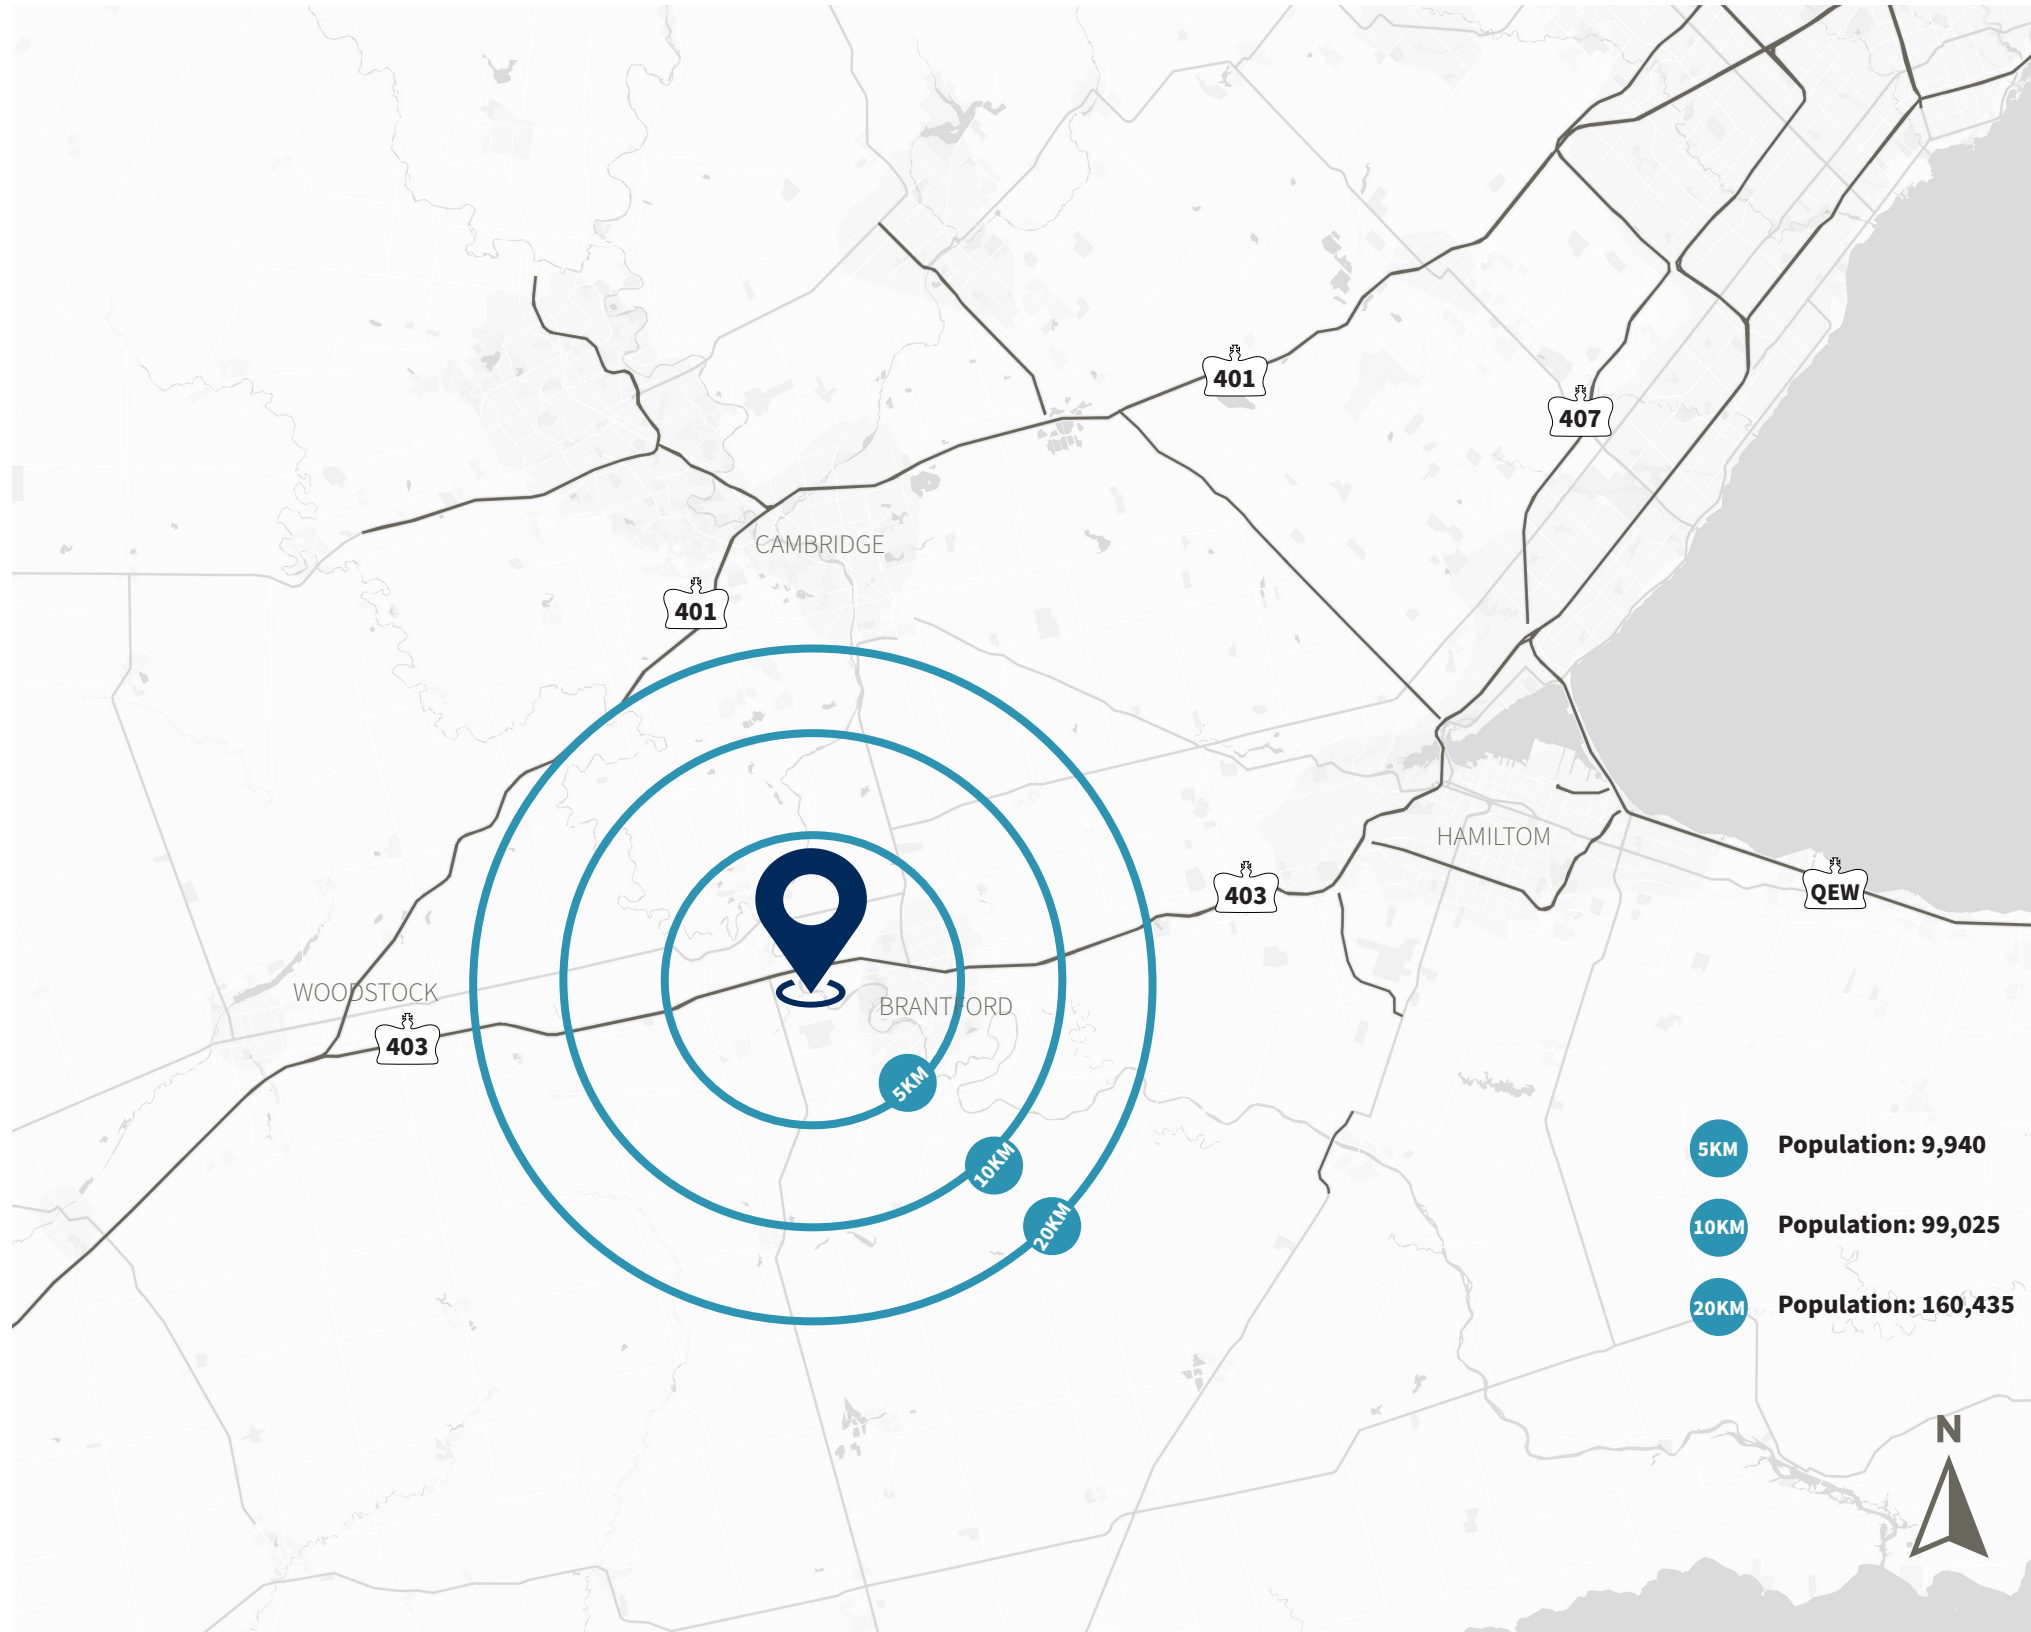 401
407
CAMBRIDGE
401
HAMILTOM
403
QEW
WOODSTOCK
BRANTFORD
403
5KM
10KM
20KM
5KM Population: 9,940
10KM Population: 99,025
20KM Population: 160,435
N